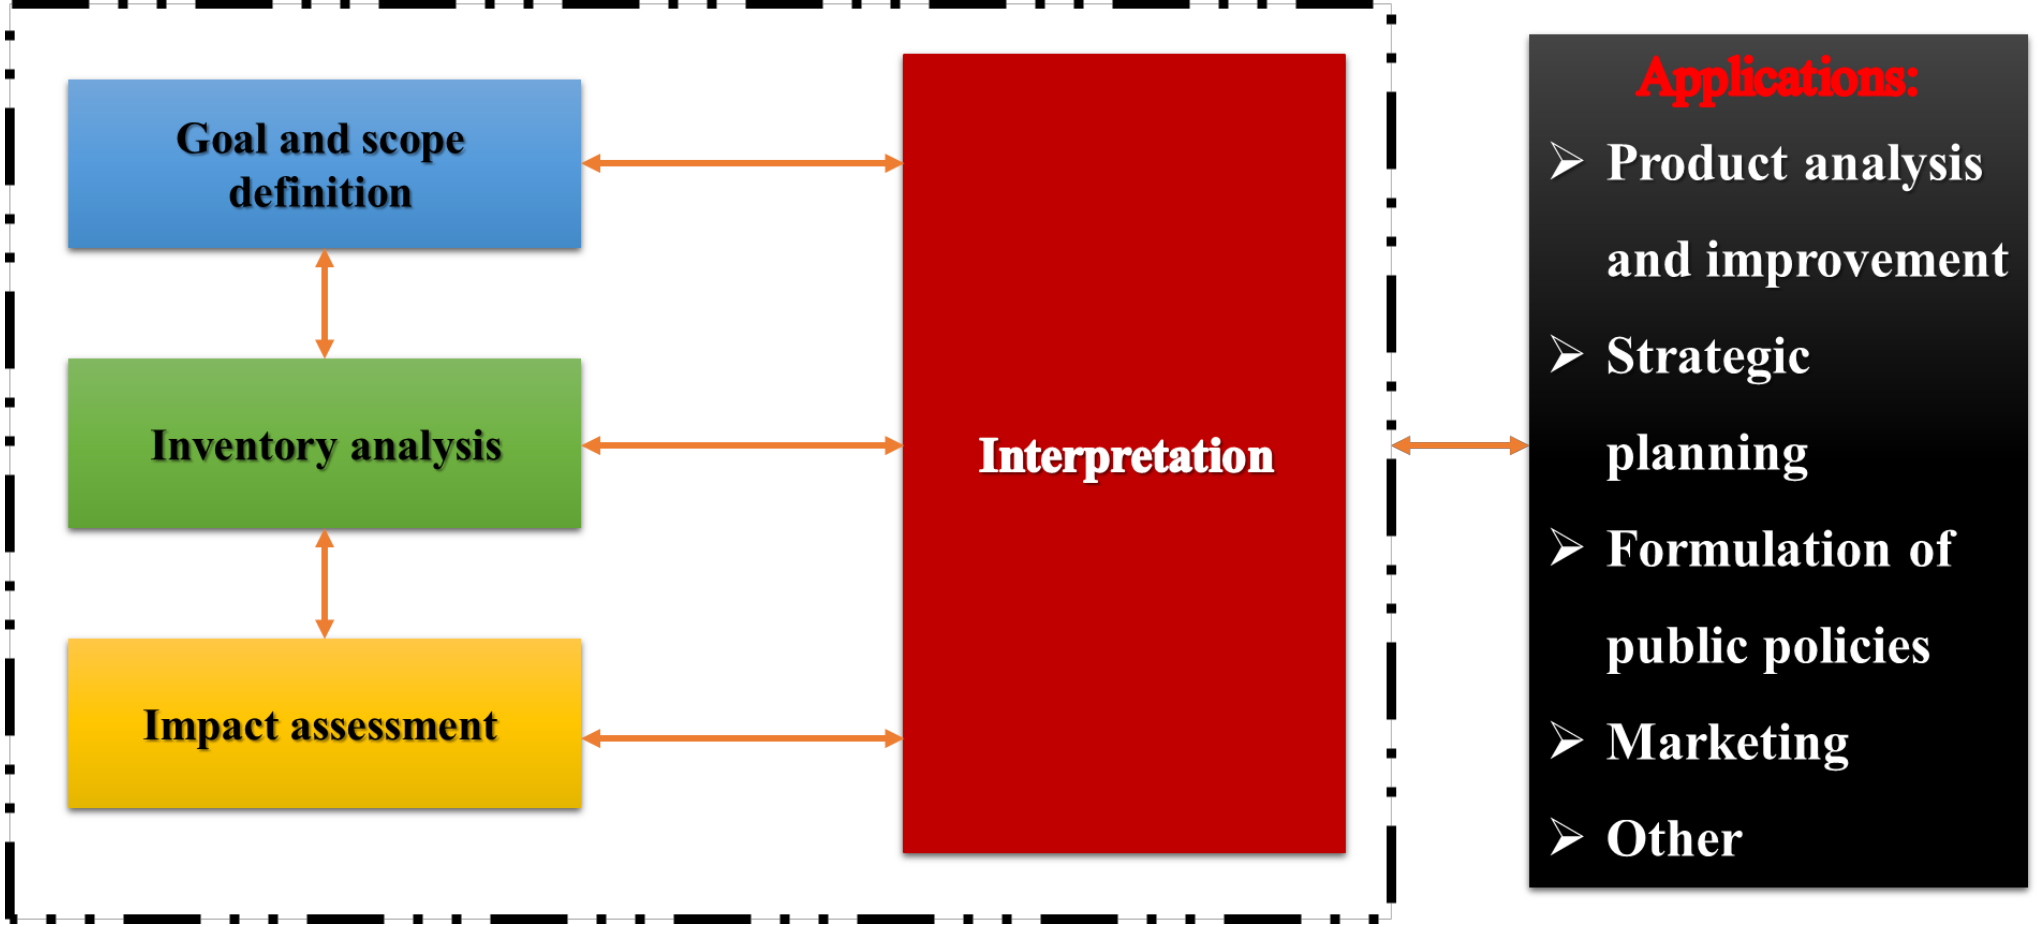 Goal and scope
definition
Inventory analysis
Impact assessment
Interpretation
Applications:
➢ Product analysis
and improvement
➢ Strategic
planning
➢ Formulation of
public policies
➢ Marketing
➢ Other